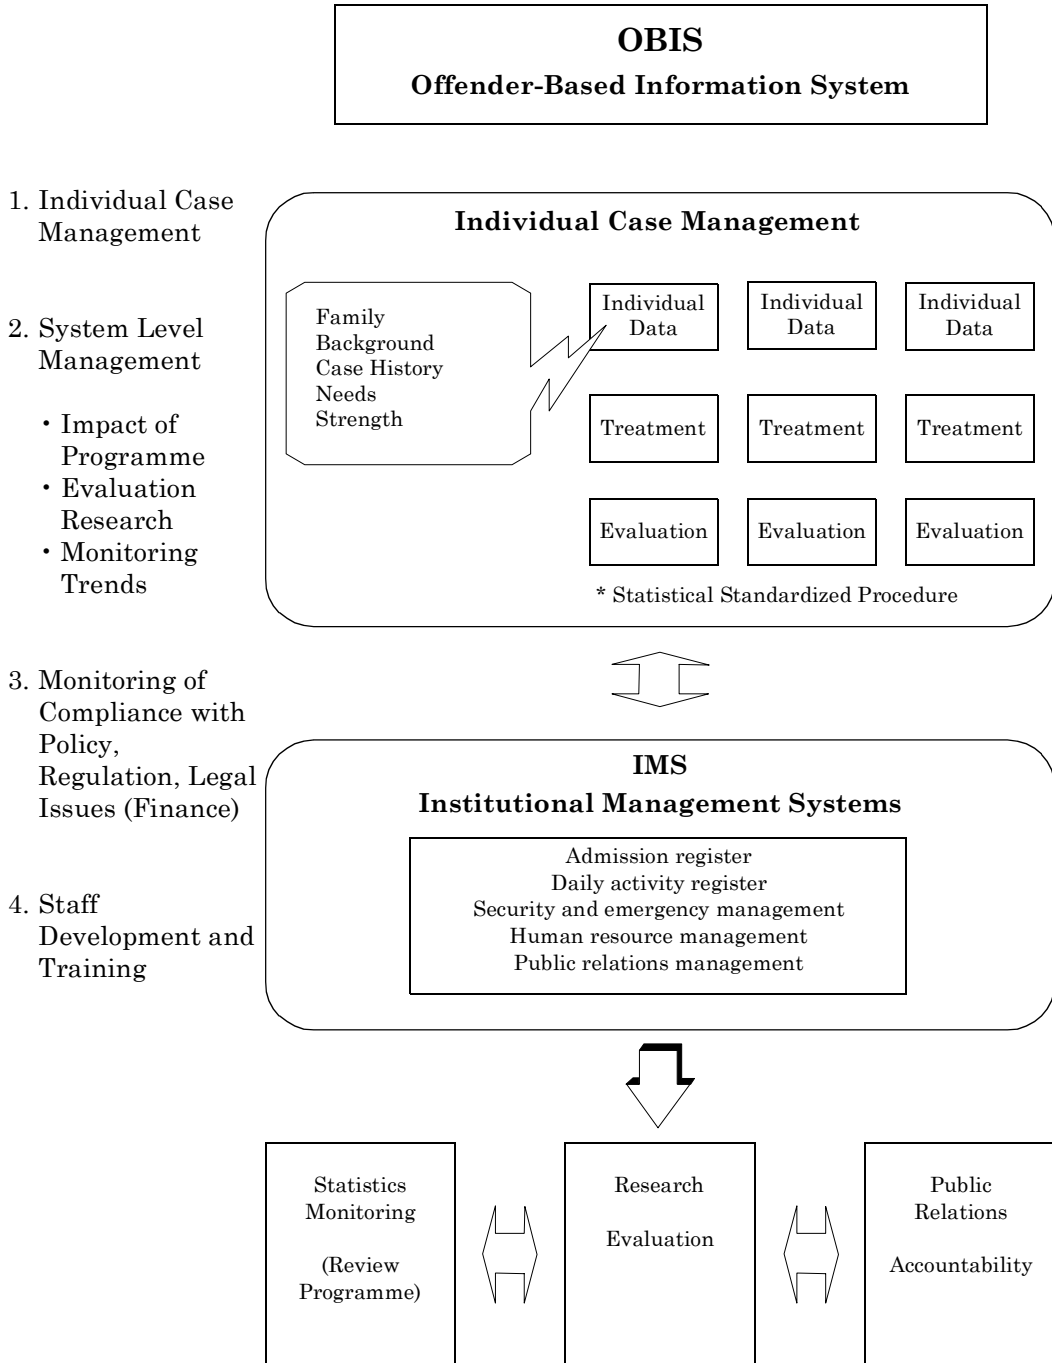 OBIS
Offender-Based Information System
1. Individual Case
Management
2. System Level
Management
・Impact of
Programme
・Evaluation
Research
・Monitoring
Trends
3. Monitoring of
Compliance with
Policy,
Regulation, Legal
Issues (Finance)
4. Staff
Development and
Training
Individual Case Management
Family
Background
Case History
Needs
Strength
Individual
Data
Individual
Data
Individual
Data
Treatment
Treatment
Treatment
Evaluation
Evaluation
Evaluation
* Statistical Standardized Procedure
IMS
Institutional Management Systems
Admission register
Daily activity register
Security and emergency management
Human resource management
Public relations management
Statistics
Monitoring
(Review
Programme)
Research
Evaluation
Public
Relations
Accountability